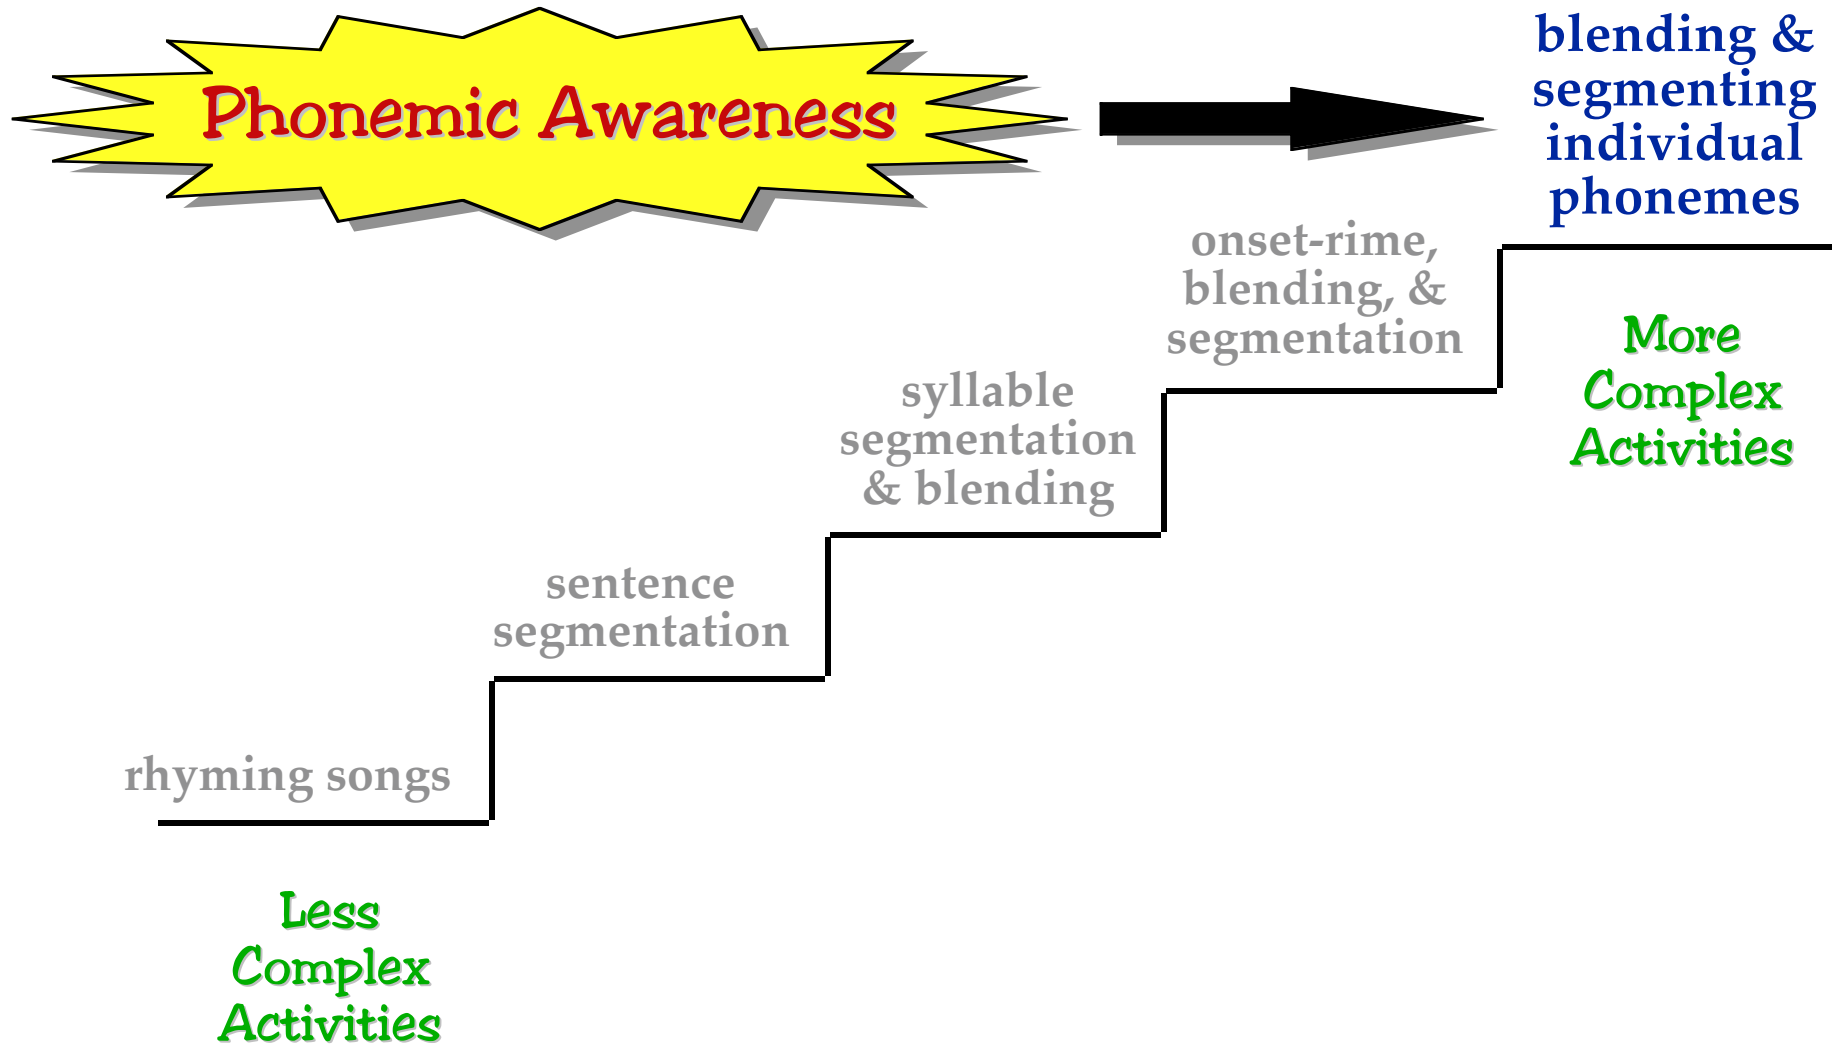 Phonemic Awareness
blending &
segmenting
individual
phonemes
onset-rime,
blending, &
segmentation
More
Complex
Activities
syllable
segmentation
& blending
sentence
segmentation
rhyming songs
Less
Complex
Activities